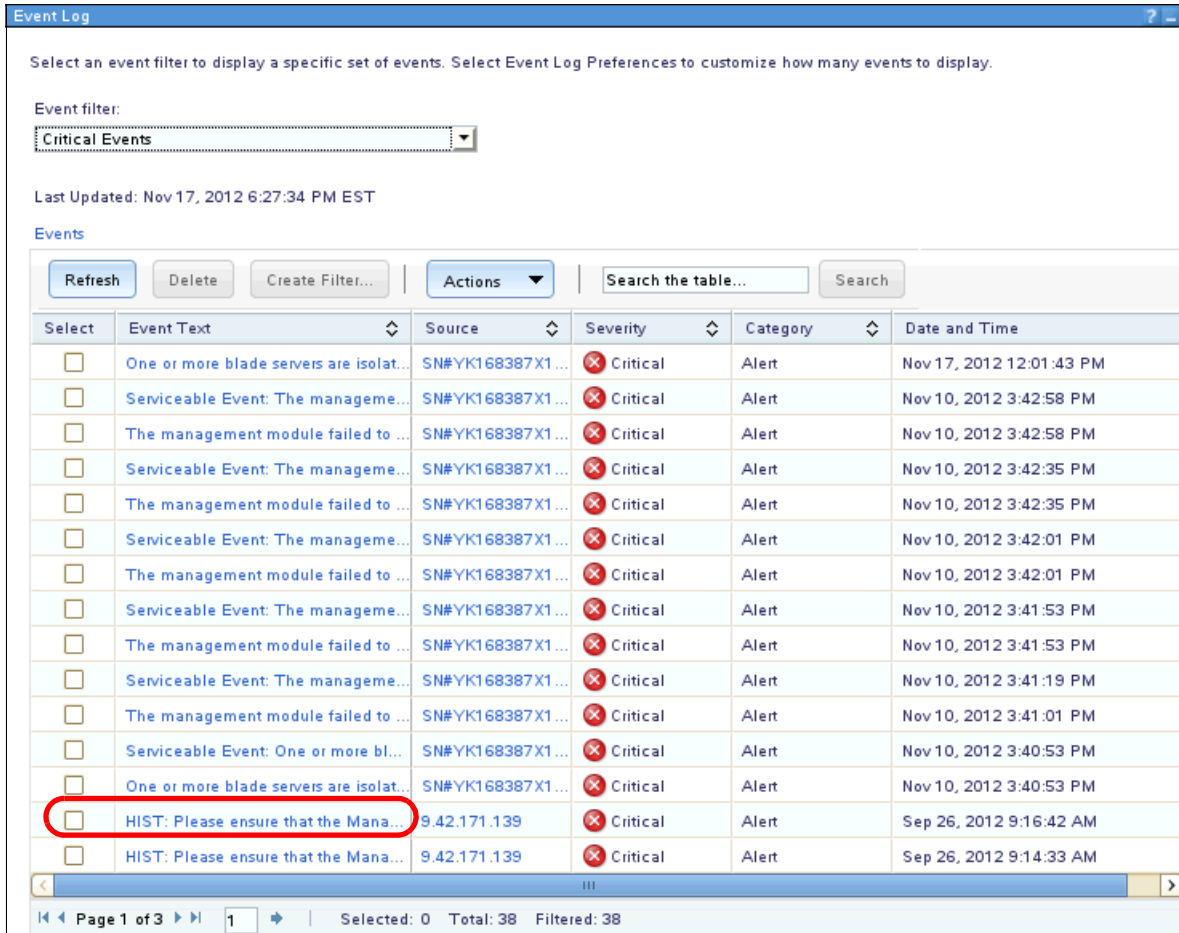 Event Log ? _
Select an event filter to display a specific set of events. Select Event Log Preferences to customize how many events to display.
Event filter:
Critical Events
Last Updated: Nov 17, 2012 6:27:34 PM EST
Events
Refresh Delete Create Filter... Actions Search the table... Search
Select Event Text Source Severity Category Date and Time
One or more blade servers are isolat... SN#YK168387X1... Critical Alert Nov 17, 2012 12:01:43 PM
Serviceable Event: The manageme... SN#YK168387X1... Critical Alert Nov 10, 2012 3:42:58 PM
The management module failed to ... SN#YK168387X1... Critical Alert Nov 10, 2012 3:42:58 PM
Serviceable Event: The manageme... SN#YK168387X1... Critical Alert Nov 10, 2012 3:42:35 PM
The management module failed to ... SN#YK168387X1... Critical Alert Nov 10, 2012 3:42:35 PM
Serviceable Event: The manageme... SN#YK168387X1... Critical Alert Nov 10, 2012 3:42:01 PM
The management module failed to ... SN#YK168387X1... Critical Alert Nov 10, 2012 3:42:01 PM
Serviceable Event: The manageme... SN#YK168387X1... Critical Alert Nov 10, 2012 3:41:53 PM
The management module failed to ... SN#YK168387X1... Critical Alert Nov 10, 2012 3:41:53 PM
Serviceable Event: The manageme... SN#YK168387X1... Critical Alert Nov 10, 2012 3:41:19 PM
The management module failed to ... SN#YK168387X1... Critical Alert Nov 10, 2012 3:41:01 PM
Serviceable Event: One or more bl... SN#YK168387X1... Critical Alert Nov 10, 2012 3:40:53 PM
One or more blade servers are isolat... SN#YK168387X1... Critical Alert Nov 10, 2012 3:40:53 PM
HIST: Please ensure that the Mana... 9.42.171.139 Critical Alert Sep 26, 2012 9:16:42 AM
HIST: Please ensure that the Mana... 9.42.171.139 Critical Alert Sep 26, 2012 9:14:33 AM
Page 1 of 3 1 Selected: 0 Total: 38 Filtered: 38